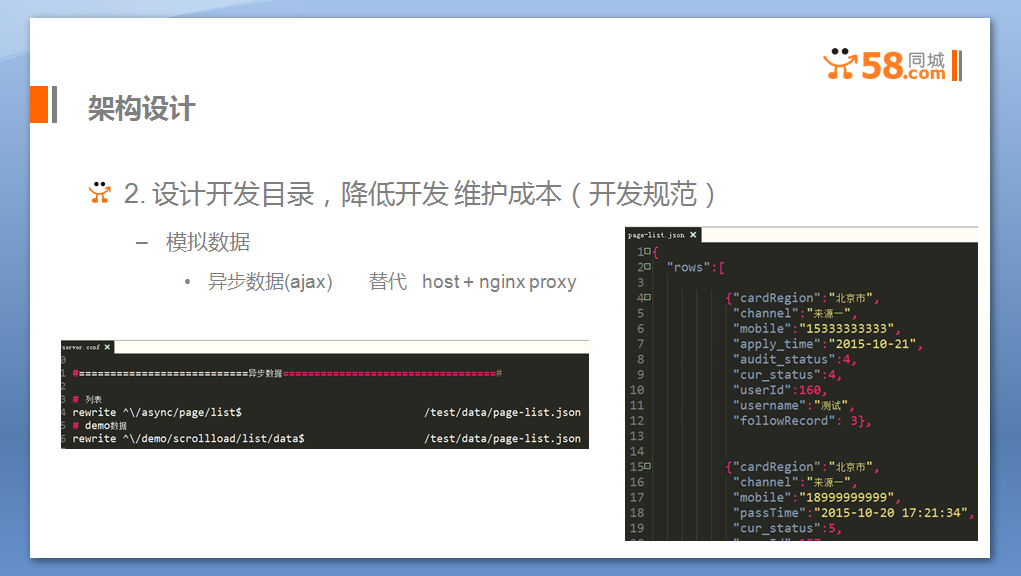 58同城
.com
架构设计
2. 设计开发目录，降低开发 维护成本（开发规范）
– 模拟数据
• 异步数据(ajax) 替代 host + nginx proxy
server.conf ×
0
1 #===========================异步数据==================================#
2
3 # 列表
4 rewrite ^\/async/page/list$ /test/data/page-list.json
5 # demo数据
6 rewrite ^\/demo/scrollload/list/data$ /test/data/page-list.json
page-list.json ×
1 {
2 "rows":[
3
4 {"cardRegion":"北京市",
5 "channel":"来源一",
6 "mobile":"15333333333",
7 "apply_time":"2015-10-21",
8 "audit_status":4,
9 "cur_status":4,
10 "userId":160,
11 "username":"测试",
12 "followRecord": 3},
13
14
15 {"cardRegion":"北京市",
16 "channel":"来源一",
17 "mobile":"18999999999",
18 "passTime":"2015-10-20 17:21:34",
19 "cur_status":5,